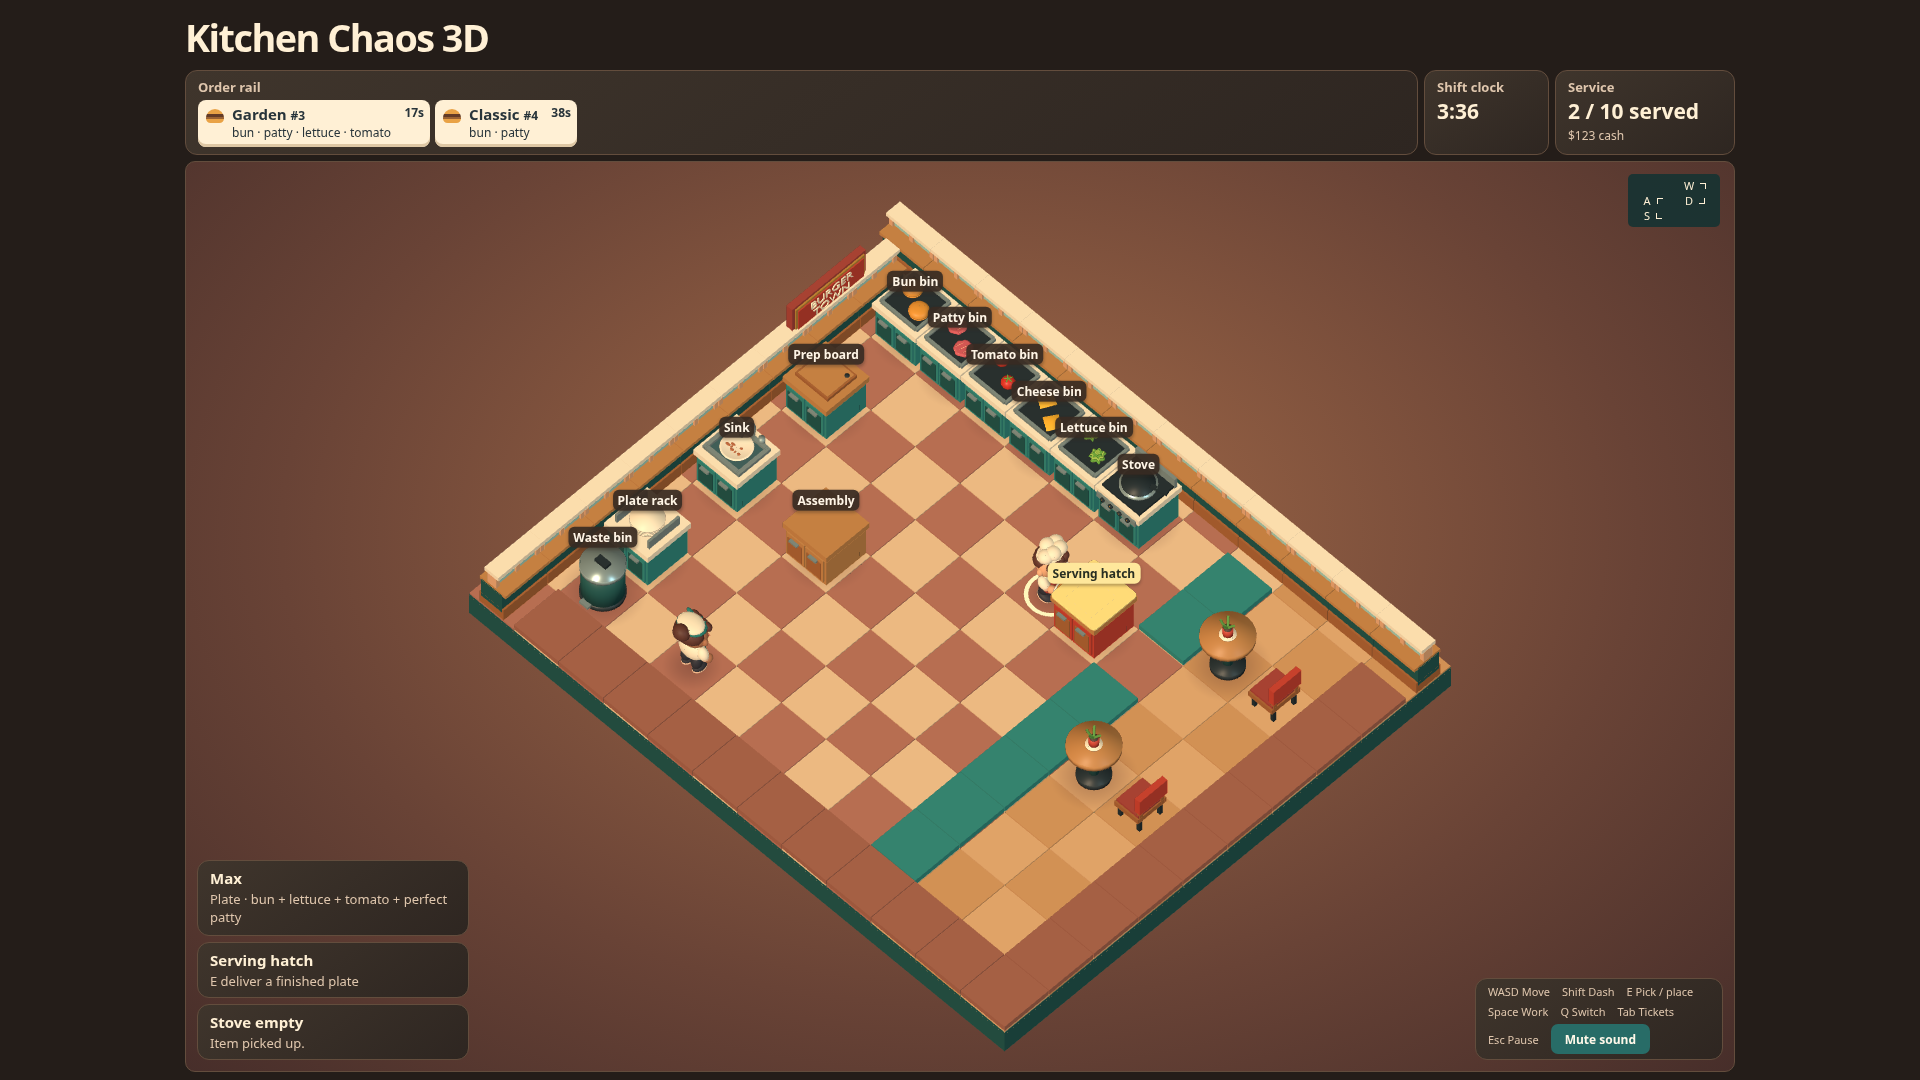 Kitchen Chaos 3D
Order rail
Garden #3 17s
bun · patty · lettuce · tomato
Classic #4 38s
bun · patty
Shift clock
3:36
Service
2 / 10 served
$123 cash
W
A D
S
BURGER
TOWN
Bun bin
Patty bin
Prep board
Tomato bin
Cheese bin
Sink
Lettuce bin
Stove
Plate rack
Assembly
Waste bin
Serving hatch
Max
Plate · bun + lettuce + tomato + perfect
patty
Serving hatch
E deliver a finished plate
Stove empty
Item picked up.
WASD Move Shift Dash E Pick / place
Space Work Q Switch Tab Tickets
Esc Pause Mute sound